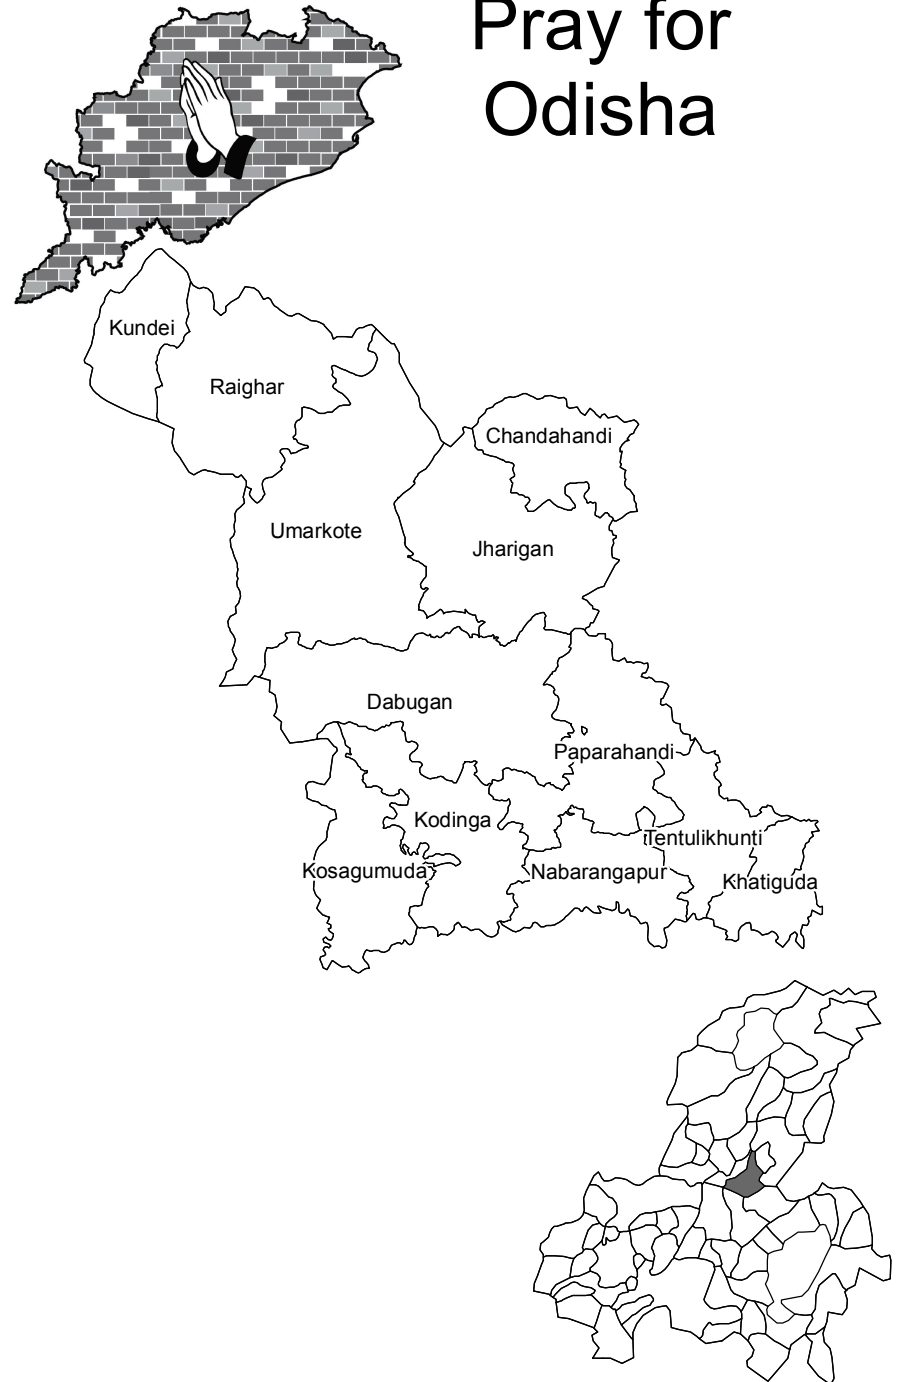 Pray for
Odisha
Kundei
Raighar
Chandahandi
Umarkote
Jharigan
Dabugan
Paparahandi
Kodinga
Tentulikhunti
Kosagumuda
Nabarangapur
Khatiguda